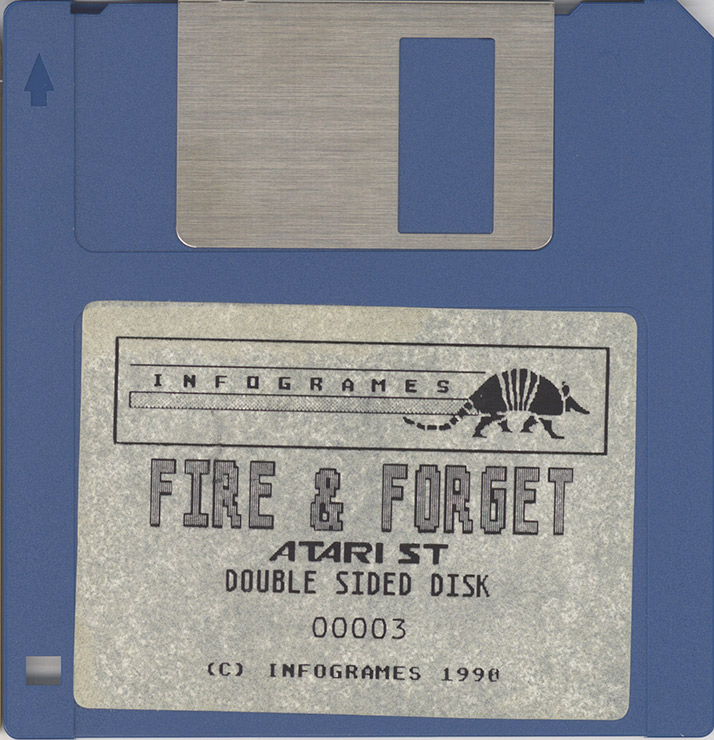 INFOGRAMES
FIRE & FORGET
ATARI ST
DOUBLE SIDED DISK
00003
(C) INFOGRAMES 1990